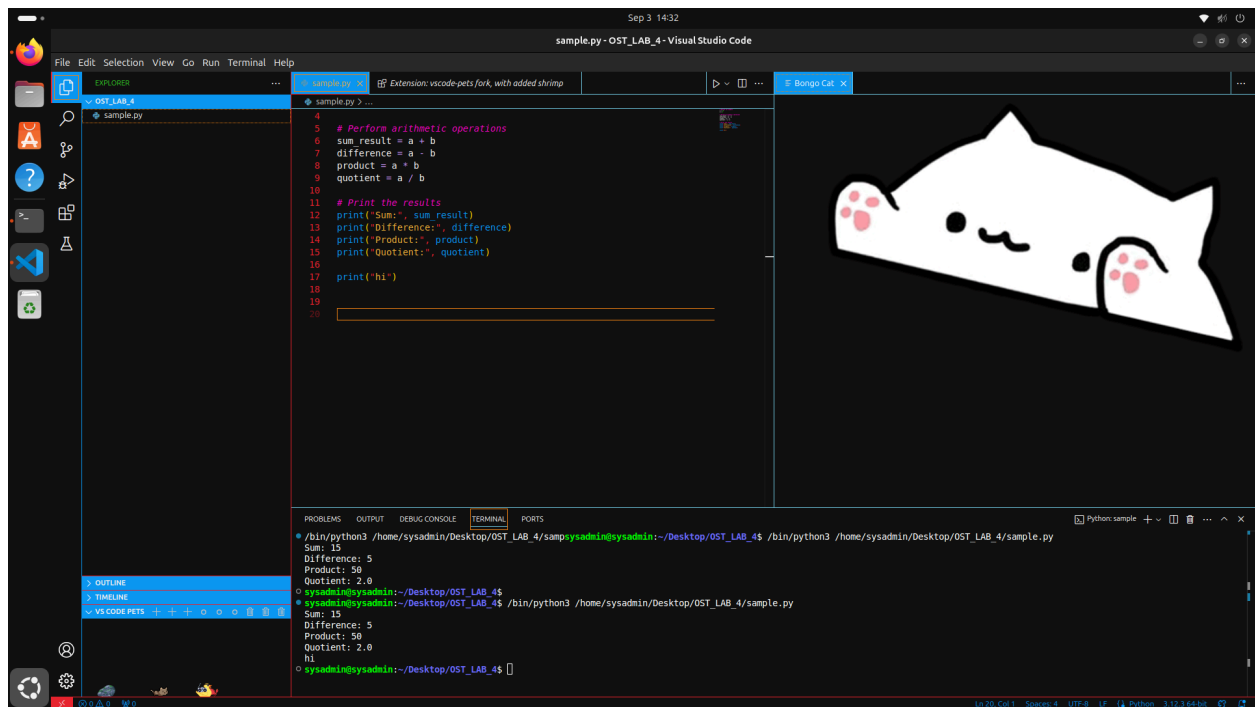 Sep 3 14:32
sample.py - OST_LAB_4 - Visual Studio Code
File Edit Selection View Go Run Terminal Help
EXPLORER
OST_LAB_4
sample.py
OUTLINE
TIMELINE
VS CODE PETS
sample.py
Extension: vscode-pets fork, with added shrimp
sample.py > ...
4
5 # Perform arithmetic operations
6 sum_result = a + b
7 difference = a - b
8 product = a * b
9 quotient = a / b
10
11 # Print the results
12 print("Sum:", sum_result)
13 print("Difference:", difference)
14 print("Product:", product)
15 print("Quotient:", quotient)
16
17 print("hi")
18
19
20
Bongo Cat
PROBLEMS OUTPUT DEBUG CONSOLE TERMINAL PORTS
Python: sample
/bin/python3 /home/sysadmin/Desktop/OST_LAB_4/sampsysadmin@sysadmin:~/Desktop/OST_LAB_4$ /bin/python3 /home/sysadmin/Desktop/OST_LAB_4/sample.py
Sum: 15
Difference: 5
Product: 50
Quotient: 2.0
sysadmin@sysadmin:~/Desktop/OST_LAB_4$
sysadmin@sysadmin:~/Desktop/OST_LAB_4$ /bin/python3 /home/sysadmin/Desktop/OST_LAB_4/sample.py
Sum: 15
Difference: 5
Product: 50
Quotient: 2.0
hi
sysadmin@sysadmin:~/Desktop/OST_LAB_4$
0 0 0 Ln 20, Col 1 Spaces: 4 UTF-8 LF Python 3.12.3 64-bit